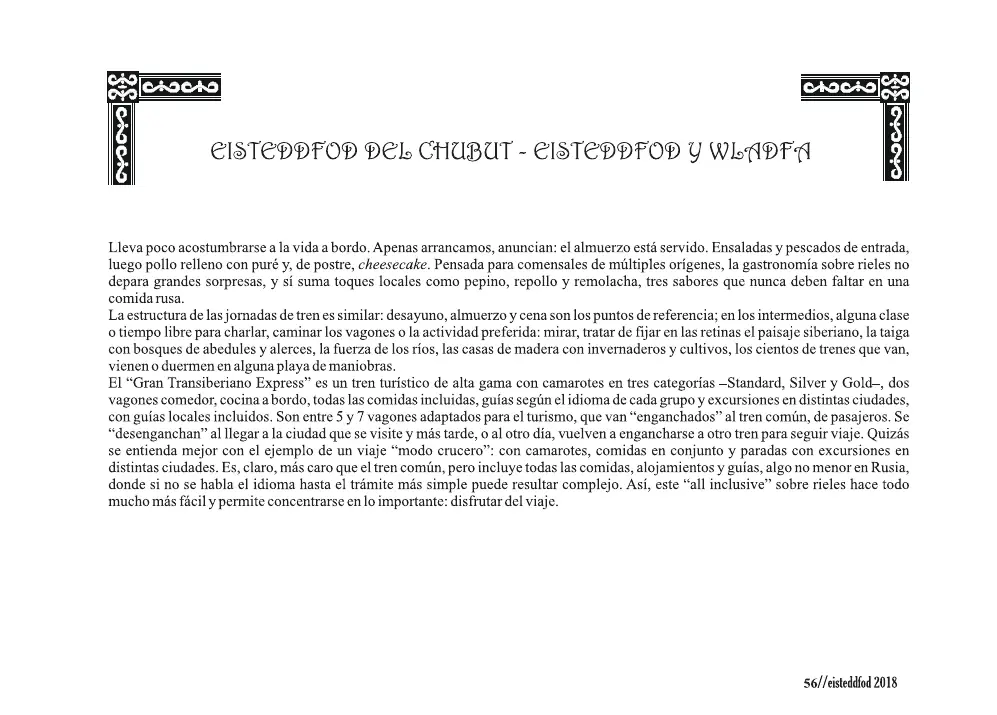 EISTEDDFOD DEL CHUBUT - EISTEDDFOD Y WLADFA
Lleva poco acostumbrarse a la vida a bordo. Apenas arrancamos, anuncian: el almuerzo está servido. Ensaladas y pescados de entrada,
luego pollo relleno con puré y, de postre, cheesecake. Pensada para comensales de múltiples orígenes, la gastronomía sobre rieles no
depara grandes sorpresas, y sí suma toques locales como pepino, repollo y remolacha, tres sabores que nunca deben faltar en una
comida rusa.
La estructura de las jornadas de tren es similar: desayuno, almuerzo y cena son los puntos de referencia; en los intermedios, alguna clase
o tiempo libre para charlar, caminar los vagones o la actividad preferida: mirar, tratar de fijar en las retinas el paisaje siberiano, la taiga
con bosques de abedules y alerces, la fuerza de los ríos, las casas de madera con invernaderos y cultivos, los cientos de trenes que van,
vienen o duermen en alguna playa de maniobras.
El “Gran Transiberiano Express” es un tren turístico de alta gama con camarotes en tres categorías –Standard, Silver y Gold–, dos
vagones comedor, cocina a bordo, todas las comidas incluidas, guías según el idioma de cada grupo y excursiones en distintas ciudades,
con guías locales incluidos. Son entre 5 y 7 vagones adaptados para el turismo, que van “enganchados” al tren común, de pasajeros. Se
“desenganchan” al llegar a la ciudad que se visite y más tarde, o al otro día, vuelven a engancharse a otro tren para seguir viaje. Quizás
se entienda mejor con el ejemplo de un viaje “modo crucero”: con camarotes, comidas en conjunto y paradas con excursiones en
distintas ciudades. Es, claro, más caro que el tren común, pero incluye todas las comidas, alojamientos y guías, algo no menor en Rusia,
donde si no se habla el idioma hasta el trámite más simple puede resultar complejo. Así, este “all inclusive” sobre rieles hace todo
mucho más fácil y permite concentrarse en lo importante: disfrutar del viaje.
56//eisteddfod 2018